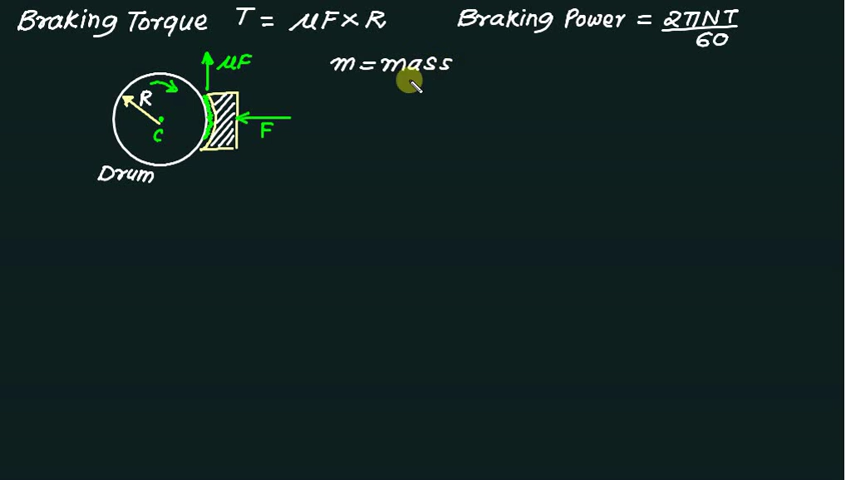 Braking Torque T = μF × R Braking Power = 2πNT/60
μF m = mass
R
C
F
Drum